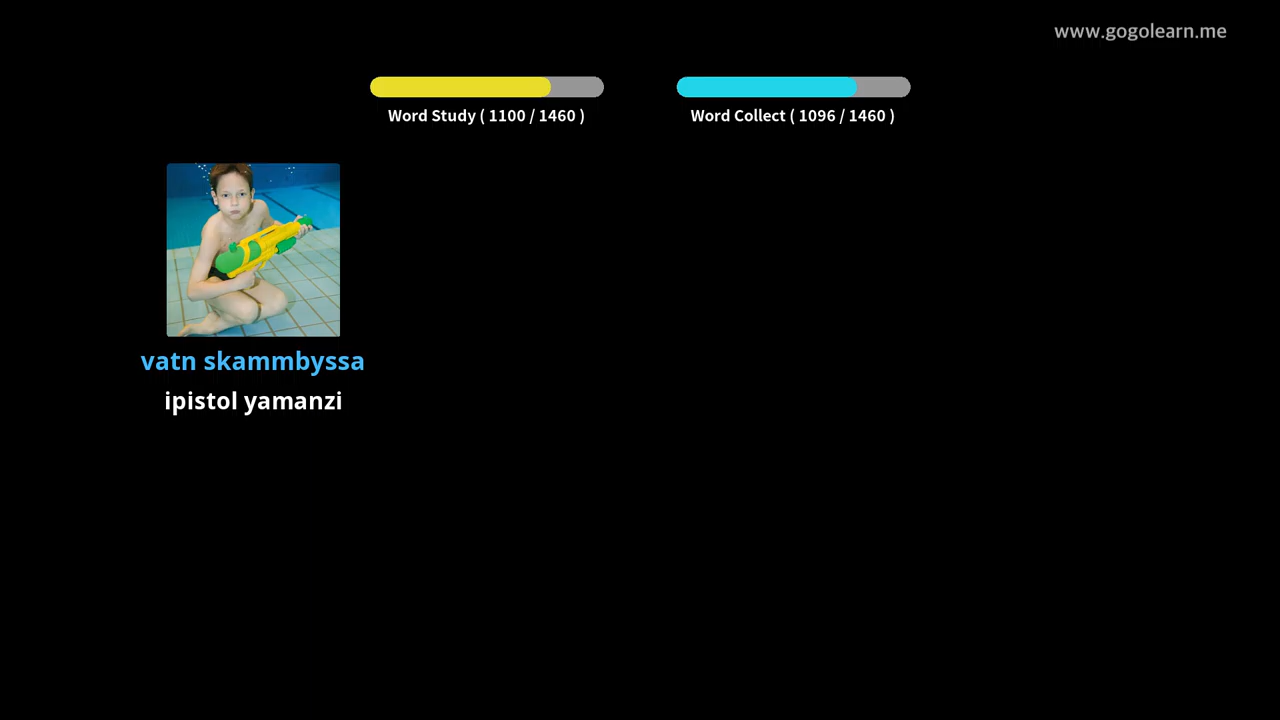 www.gogolearn.me
Word Study ( 1100 / 1460 )
Word Collect ( 1096 / 1460 )
vatn skammbyssa
ipistol yamanzi